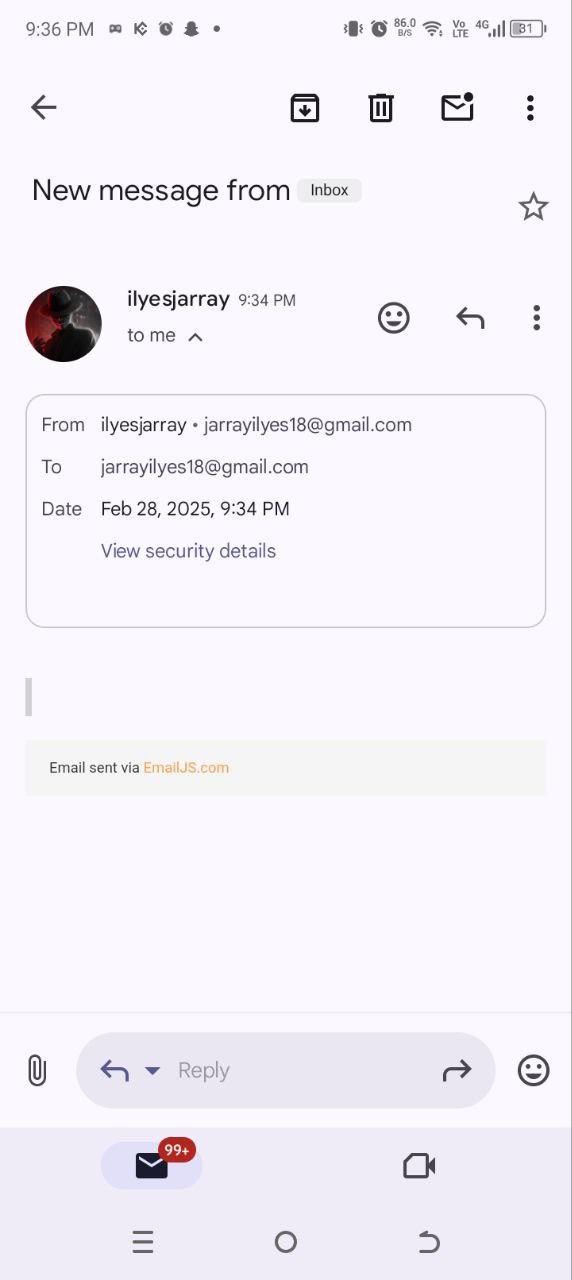 9:36 PM 86.0 B/S Vo LTE 4G 31
New message from Inbox
ilyesjarray 9:34 PM
to me
From ilyesjarray • jarrayilyes18@gmail.com
To jarrayilyes18@gmail.com
Date Feb 28, 2025, 9:34 PM
View security details
Email sent via EmailJS.com
Reply
99+